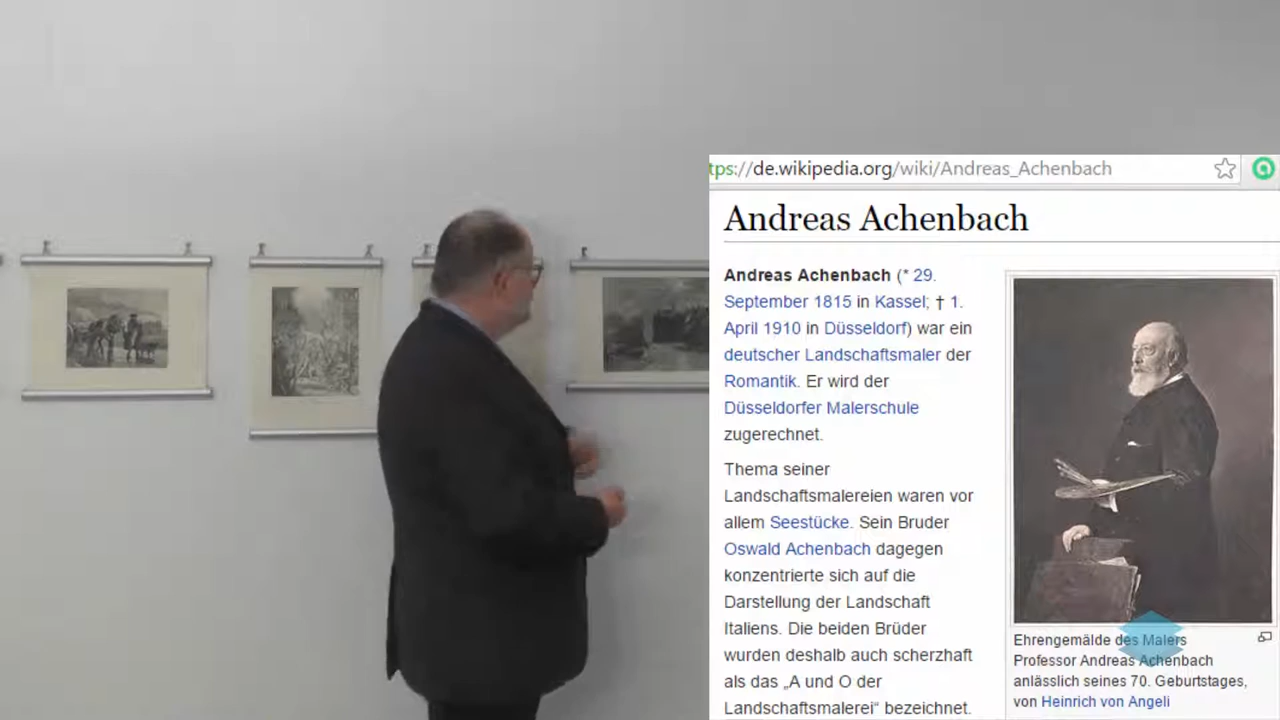 tps://de.wikipedia.org/wiki/Andreas_Achenbach
Andreas Achenbach
Andreas Achenbach (* 29.
September 1815 in Kassel; † 1.
April 1910 in Düsseldorf) war ein
deutscher Landschaftsmaler der
Romantik. Er wird der
Düsseldorfer Malerschule
zugerechnet.
Thema seiner
Landschaftsmalereien waren vor
allem Seestücke. Sein Bruder
Oswald Achenbach dagegen
konzentrierte sich auf die
Darstellung der Landschaft
Italiens. Die beiden Brüder
wurden deshalb auch scherzhaft
als das „A und O der
Landschaftsmalerei“ bezeichnet.
Ehrengemälde des Malers
Professor Andreas Achenbach
anlässlich seines 70. Geburtstages,
von Heinrich von Angeli